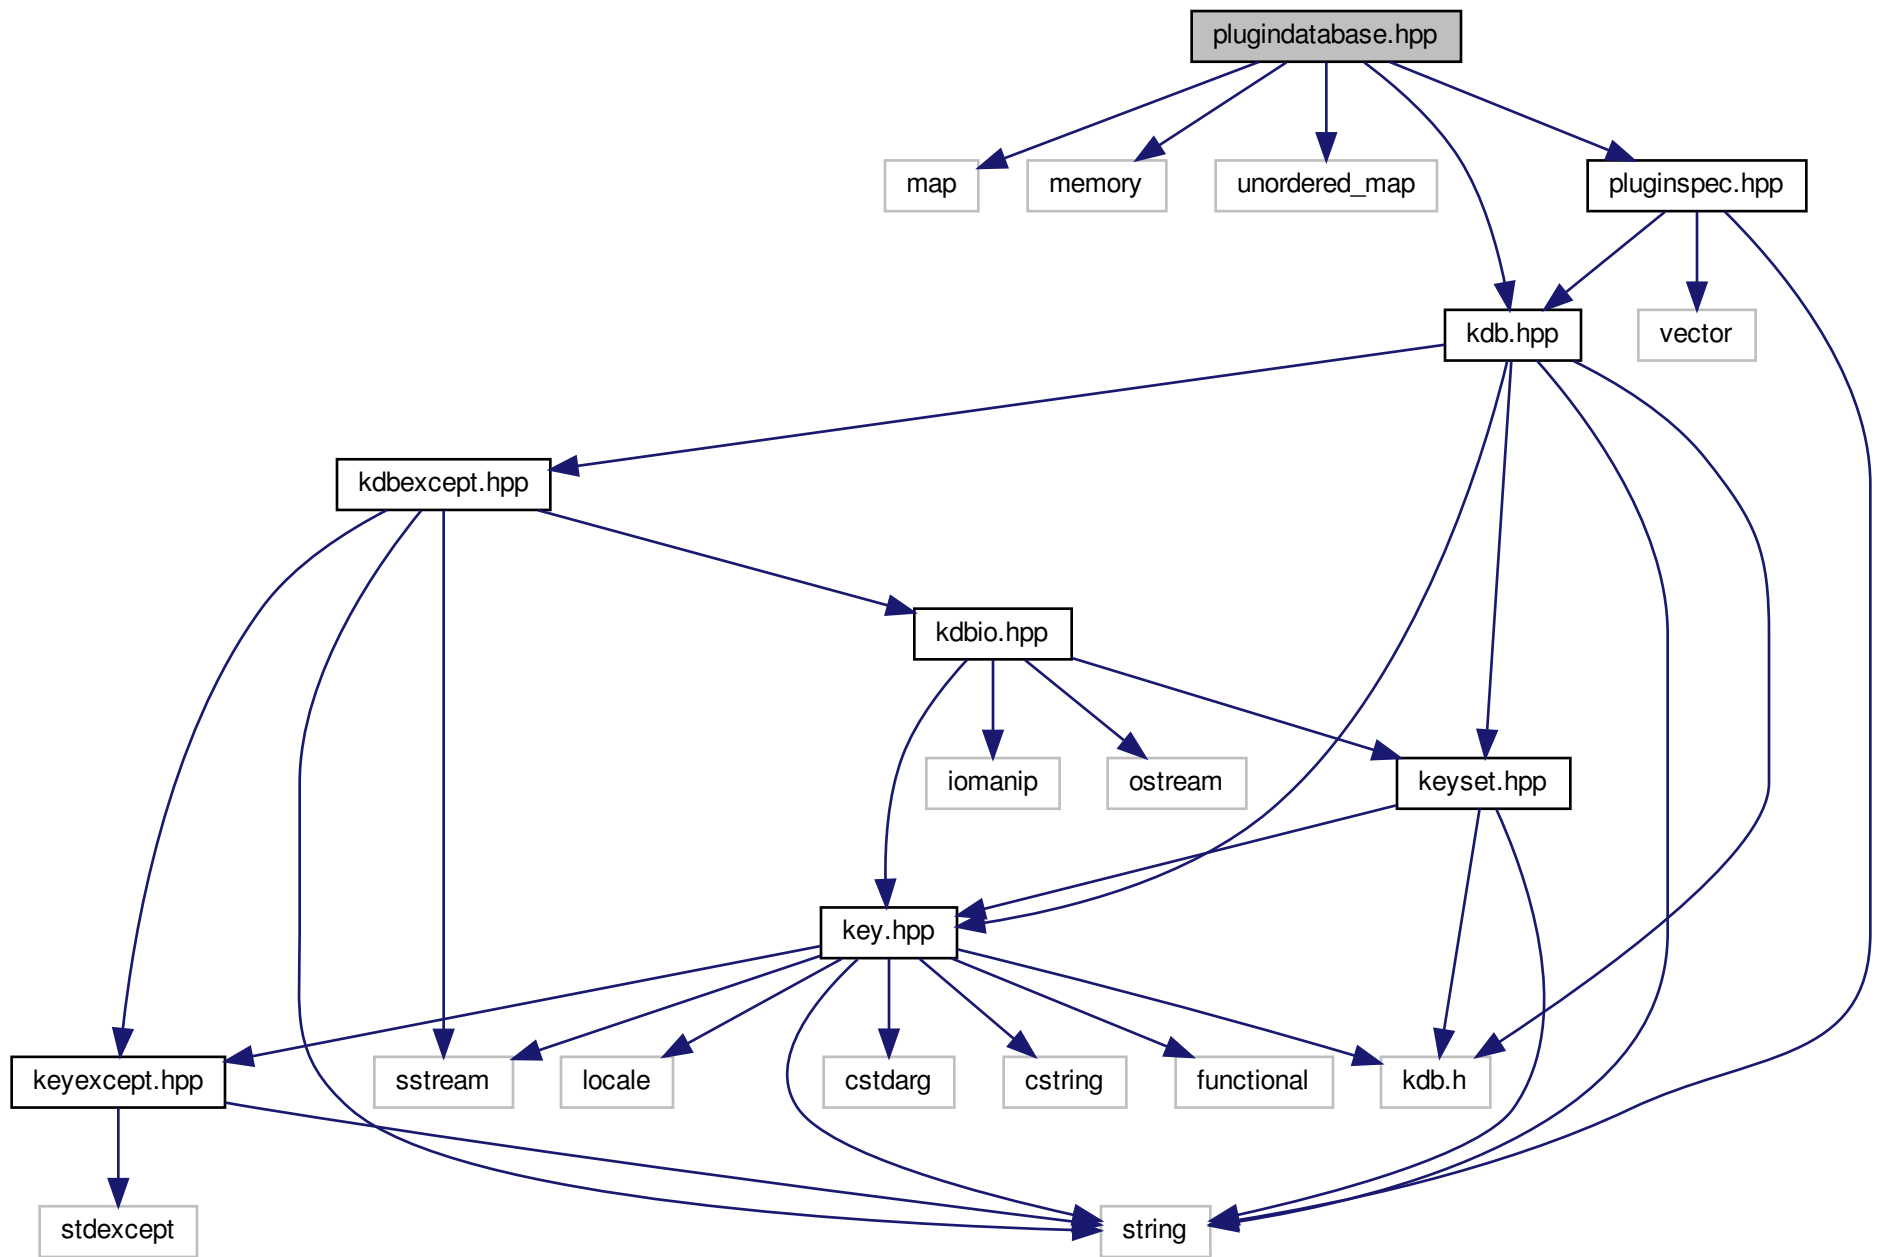 plugindatabase.hpp
map
memory
unordered_map
pluginspec.hpp
kdb.hpp
vector
kdbexcept.hpp
kdbio.hpp
iomanip
ostream
keyset.hpp
key.hpp
keyexcept.hpp
sstream
locale
cstdarg
cstring
functional
kdb.h
stdexcept
string